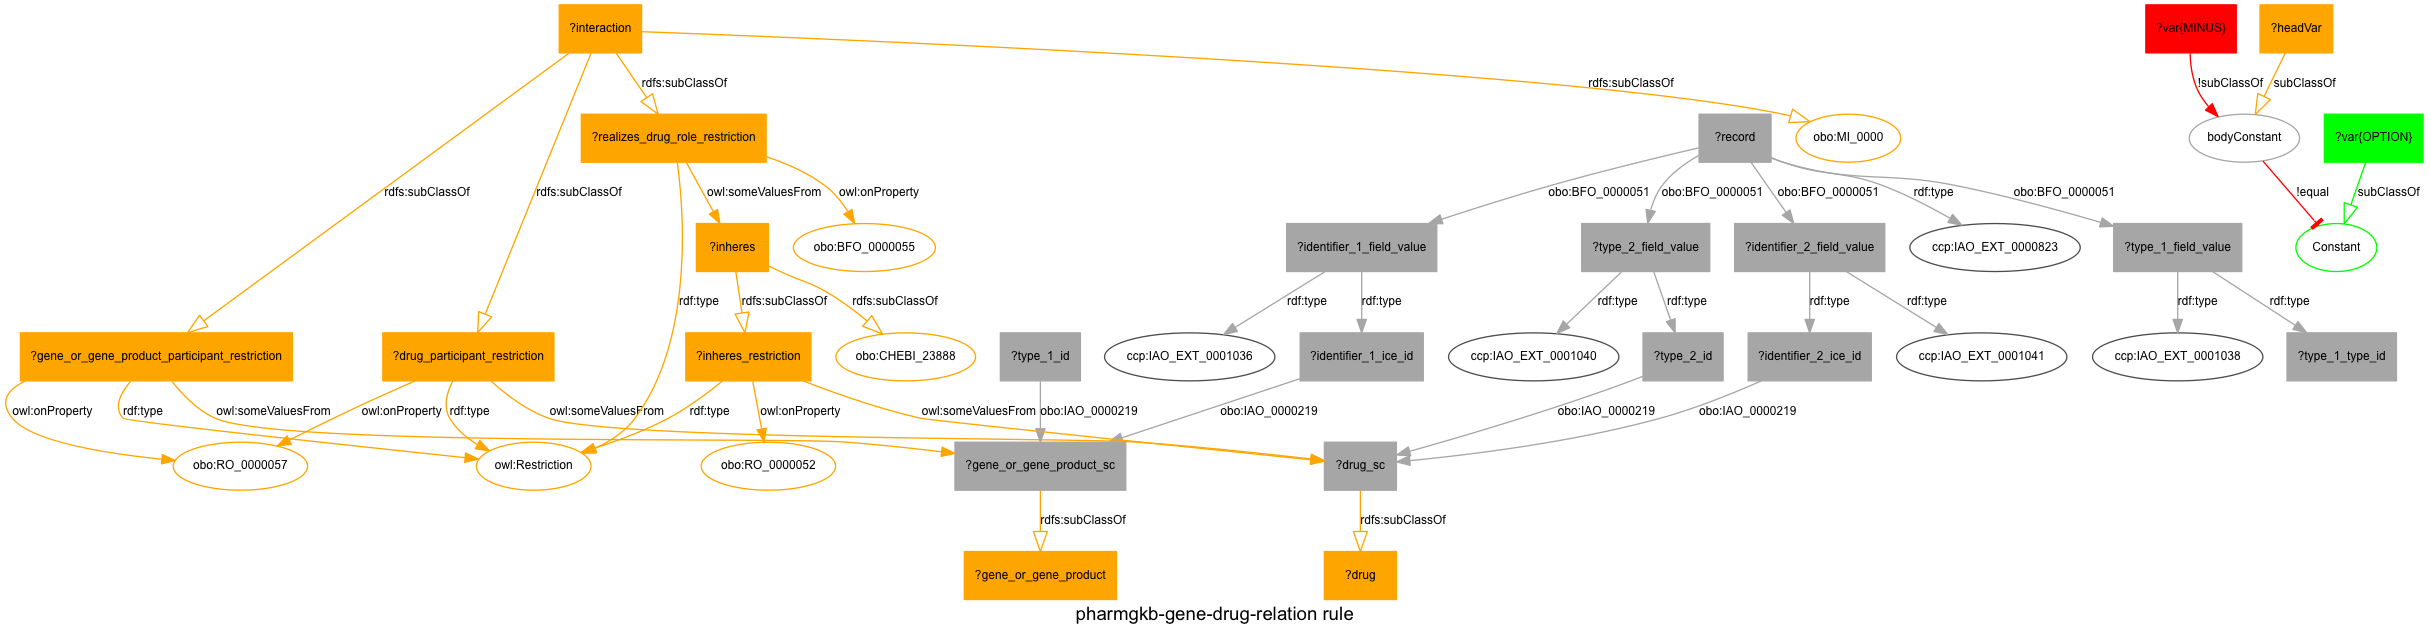 ?interaction
?var{MINUS}
?headVar
rdfs:subClassOf
rdfs:subClassOf
!subClassOf
subClassOf
?realizes_drug_role_restriction
?record
obo:MI_0000
bodyConstant
?var{OPTION}
rdfs:subClassOf
rdfs:subClassOf
owl:someValuesFrom
owl:onProperty
obo:BFO_0000051
obo:BFO_0000051
obo:BFO_0000051
rdf:type
obo:BFO_0000051
!equal
subClassOf
?inheres
obo:BFO_0000055
?identifier_1_field_value
?type_2_field_value
?identifier_2_field_value
ccp:IAO_EXT_0000823
?type_1_field_value
Constant
rdf:type
rdfs:subClassOf
rdfs:subClassOf
rdf:type
rdf:type
rdf:type
rdf:type
rdf:type
rdf:type
rdf:type
rdf:type
?gene_or_gene_product_participant_restriction
?drug_participant_restriction
?inheres_restriction
obo:CHEBI_23888
?type_1_id
ccp:IAO_EXT_0001036
?identifier_1_ice_id
ccp:IAO_EXT_0001040
?type_2_id
?identifier_2_ice_id
ccp:IAO_EXT_0001041
ccp:IAO_EXT_0001038
?type_1_type_id
owl:onProperty
rdf:type
owl:someValuesFrom
owl:onProperty
rdf:type
owl:someValuesFrom
rdf:type
owl:onProperty
owl:someValuesFrom
obo:IAO_0000219
obo:IAO_0000219
obo:IAO_0000219
obo:IAO_0000219
obo:RO_0000057
owl:Restriction
obo:RO_0000052
?gene_or_gene_product_sc
?drug_sc
rdfs:subClassOf
rdfs:subClassOf
?gene_or_gene_product
?drug
pharmgkb-gene-drug-relation rule